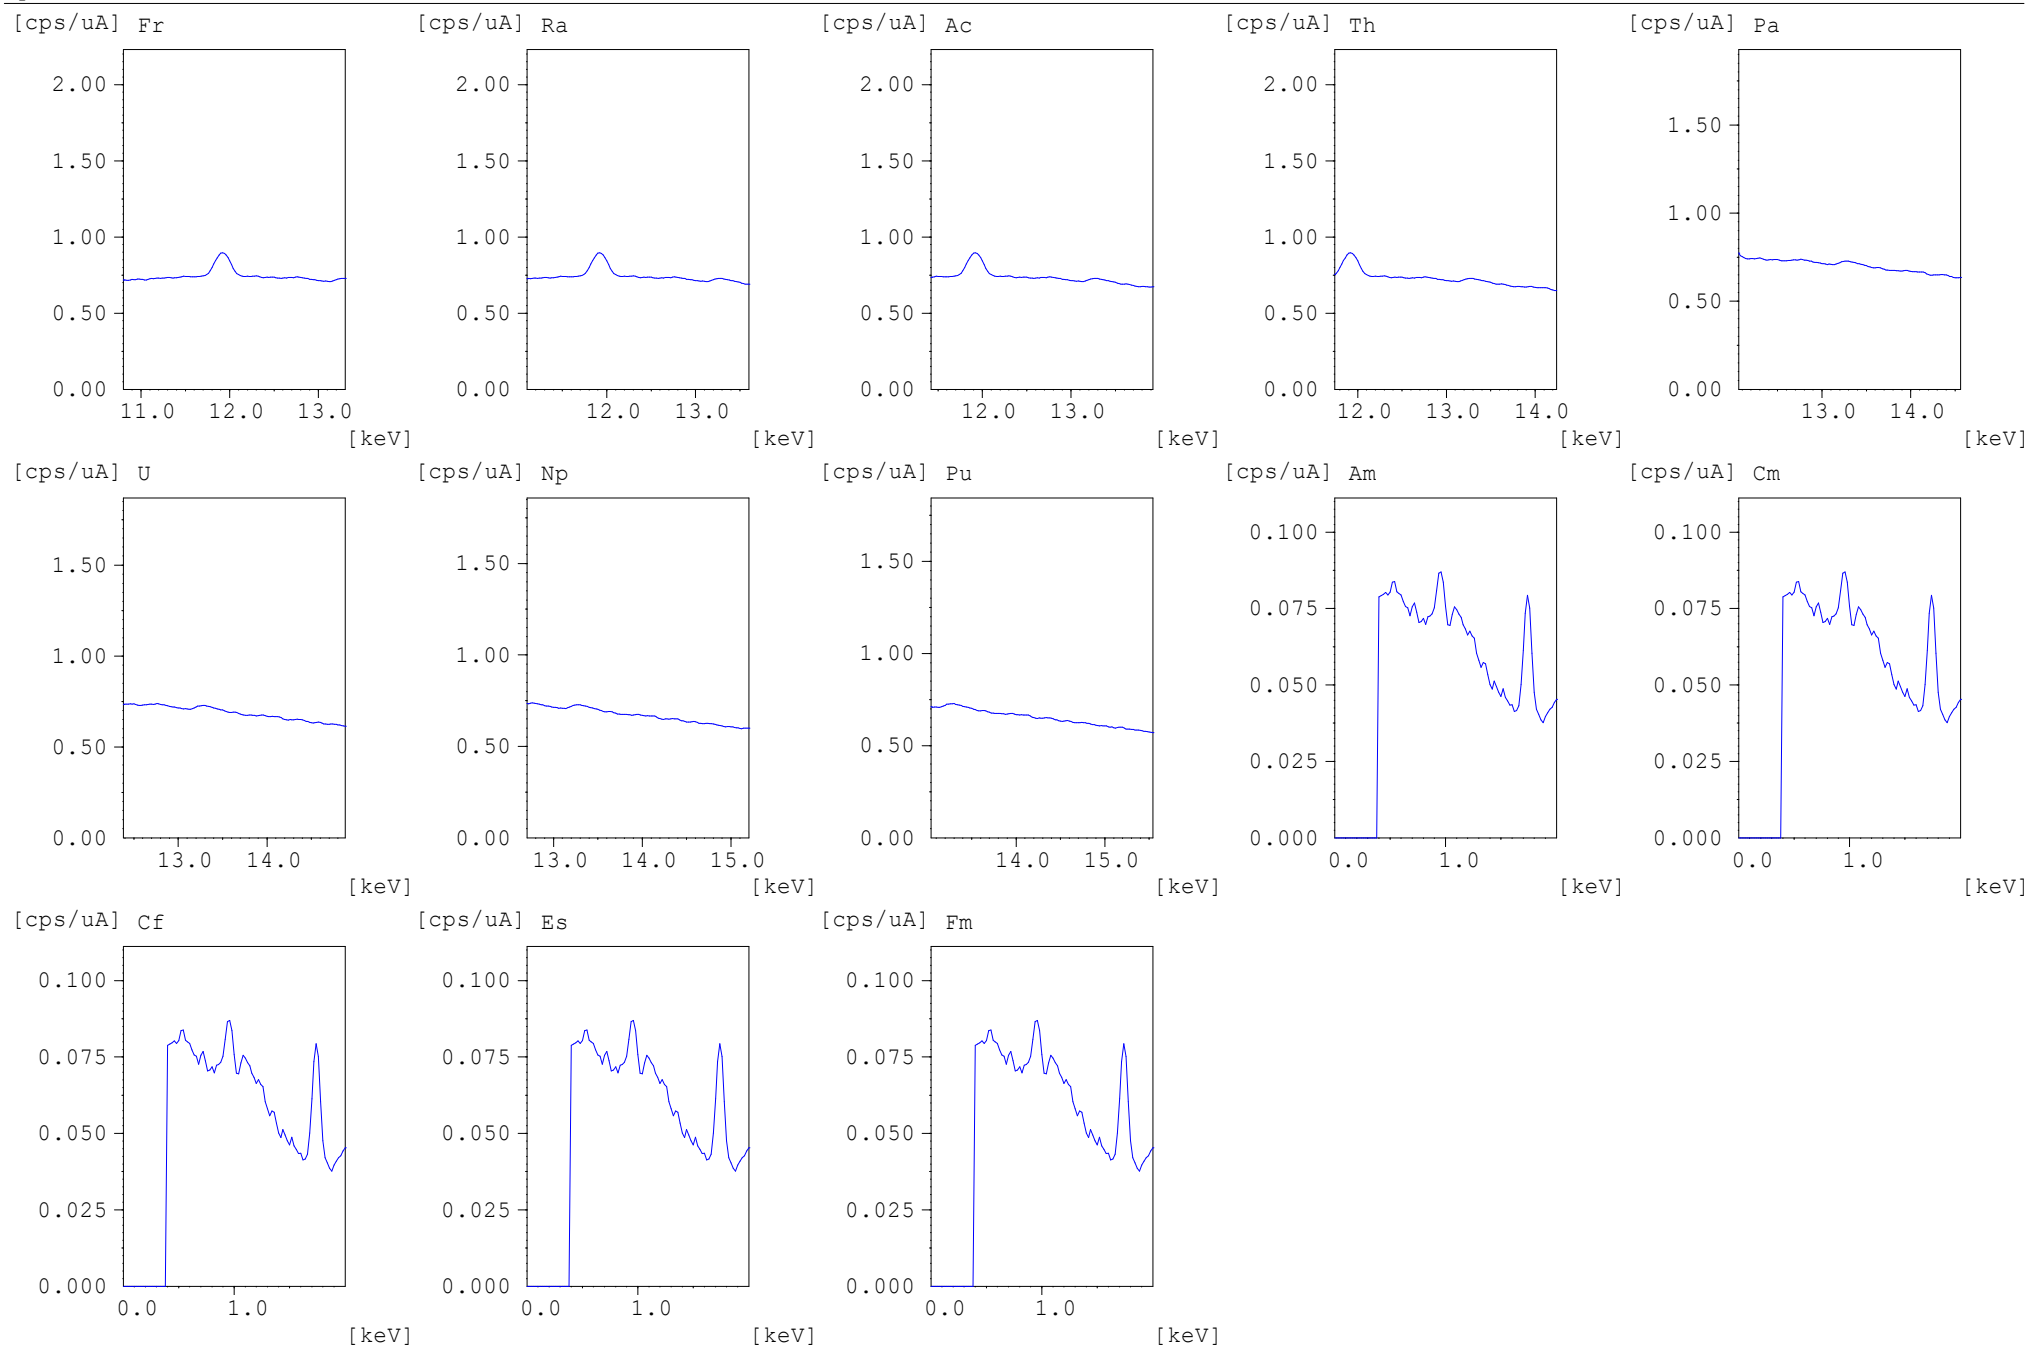 [cps/uA] Fr [cps/uA] Ra [cps/uA] Ac [cps/uA] Th [cps/uA] Pa
2.00 2.00 2.00 2.00
1.50 1.50 1.50 1.50 1.50
1.00 1.00 1.00 1.00 1.00
0.50 0.50 0.50 0.50 0.50
0.00 0.00 0.00 0.00 0.00
11.0 12.0 13.0 12.0 13.0 12.0 13.0 12.0 13.0 14.0 13.0 14.0
[keV] [keV] [keV] [keV] [keV]
[cps/uA] U [cps/uA] Np [cps/uA] Pu [cps/uA] Am [cps/uA] Cm
1.50 1.50 1.50 0.100 0.100
1.00 1.00 1.00 0.075 0.075
0.50 0.50 0.50 0.050 0.050
0.025 0.025
0.00 0.00 0.00 0.000 0.000
13.0 14.0 13.0 14.0 15.0 14.0 15.0 0.0 1.0 0.0 1.0
[keV] [keV] [keV] [keV] [keV]
[cps/uA] Cf [cps/uA] Es [cps/uA] Fm
0.100 0.100 0.100
0.075 0.075 0.075
0.050 0.050 0.050
0.025 0.025 0.025
0.000 0.000 0.000
0.0 1.0 0.0 1.0 0.0 1.0
[keV] [keV] [keV]